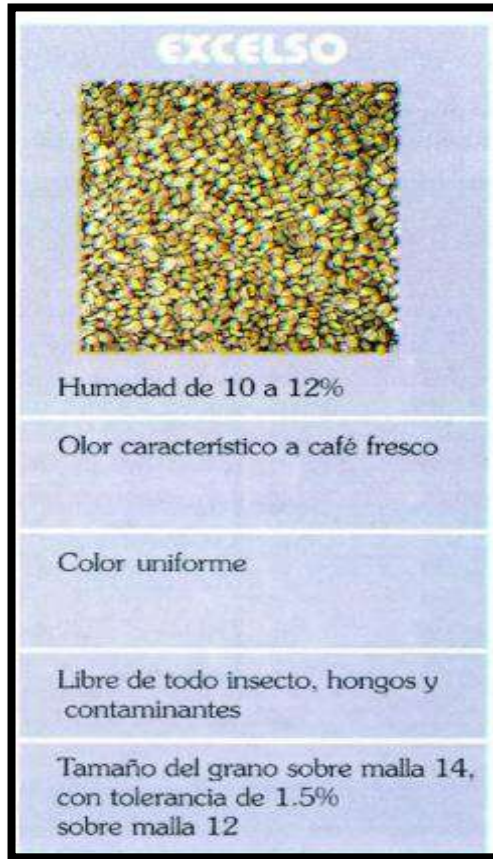 EXCELSO
Humedad de 10 a 12%
Olor característico a café fresco
Color uniforme
Libre de todo insecto, hongos y
contaminantes
Tamaño del grano sobre malla 14,
con tolerancia de 1.5%
sobre malla 12